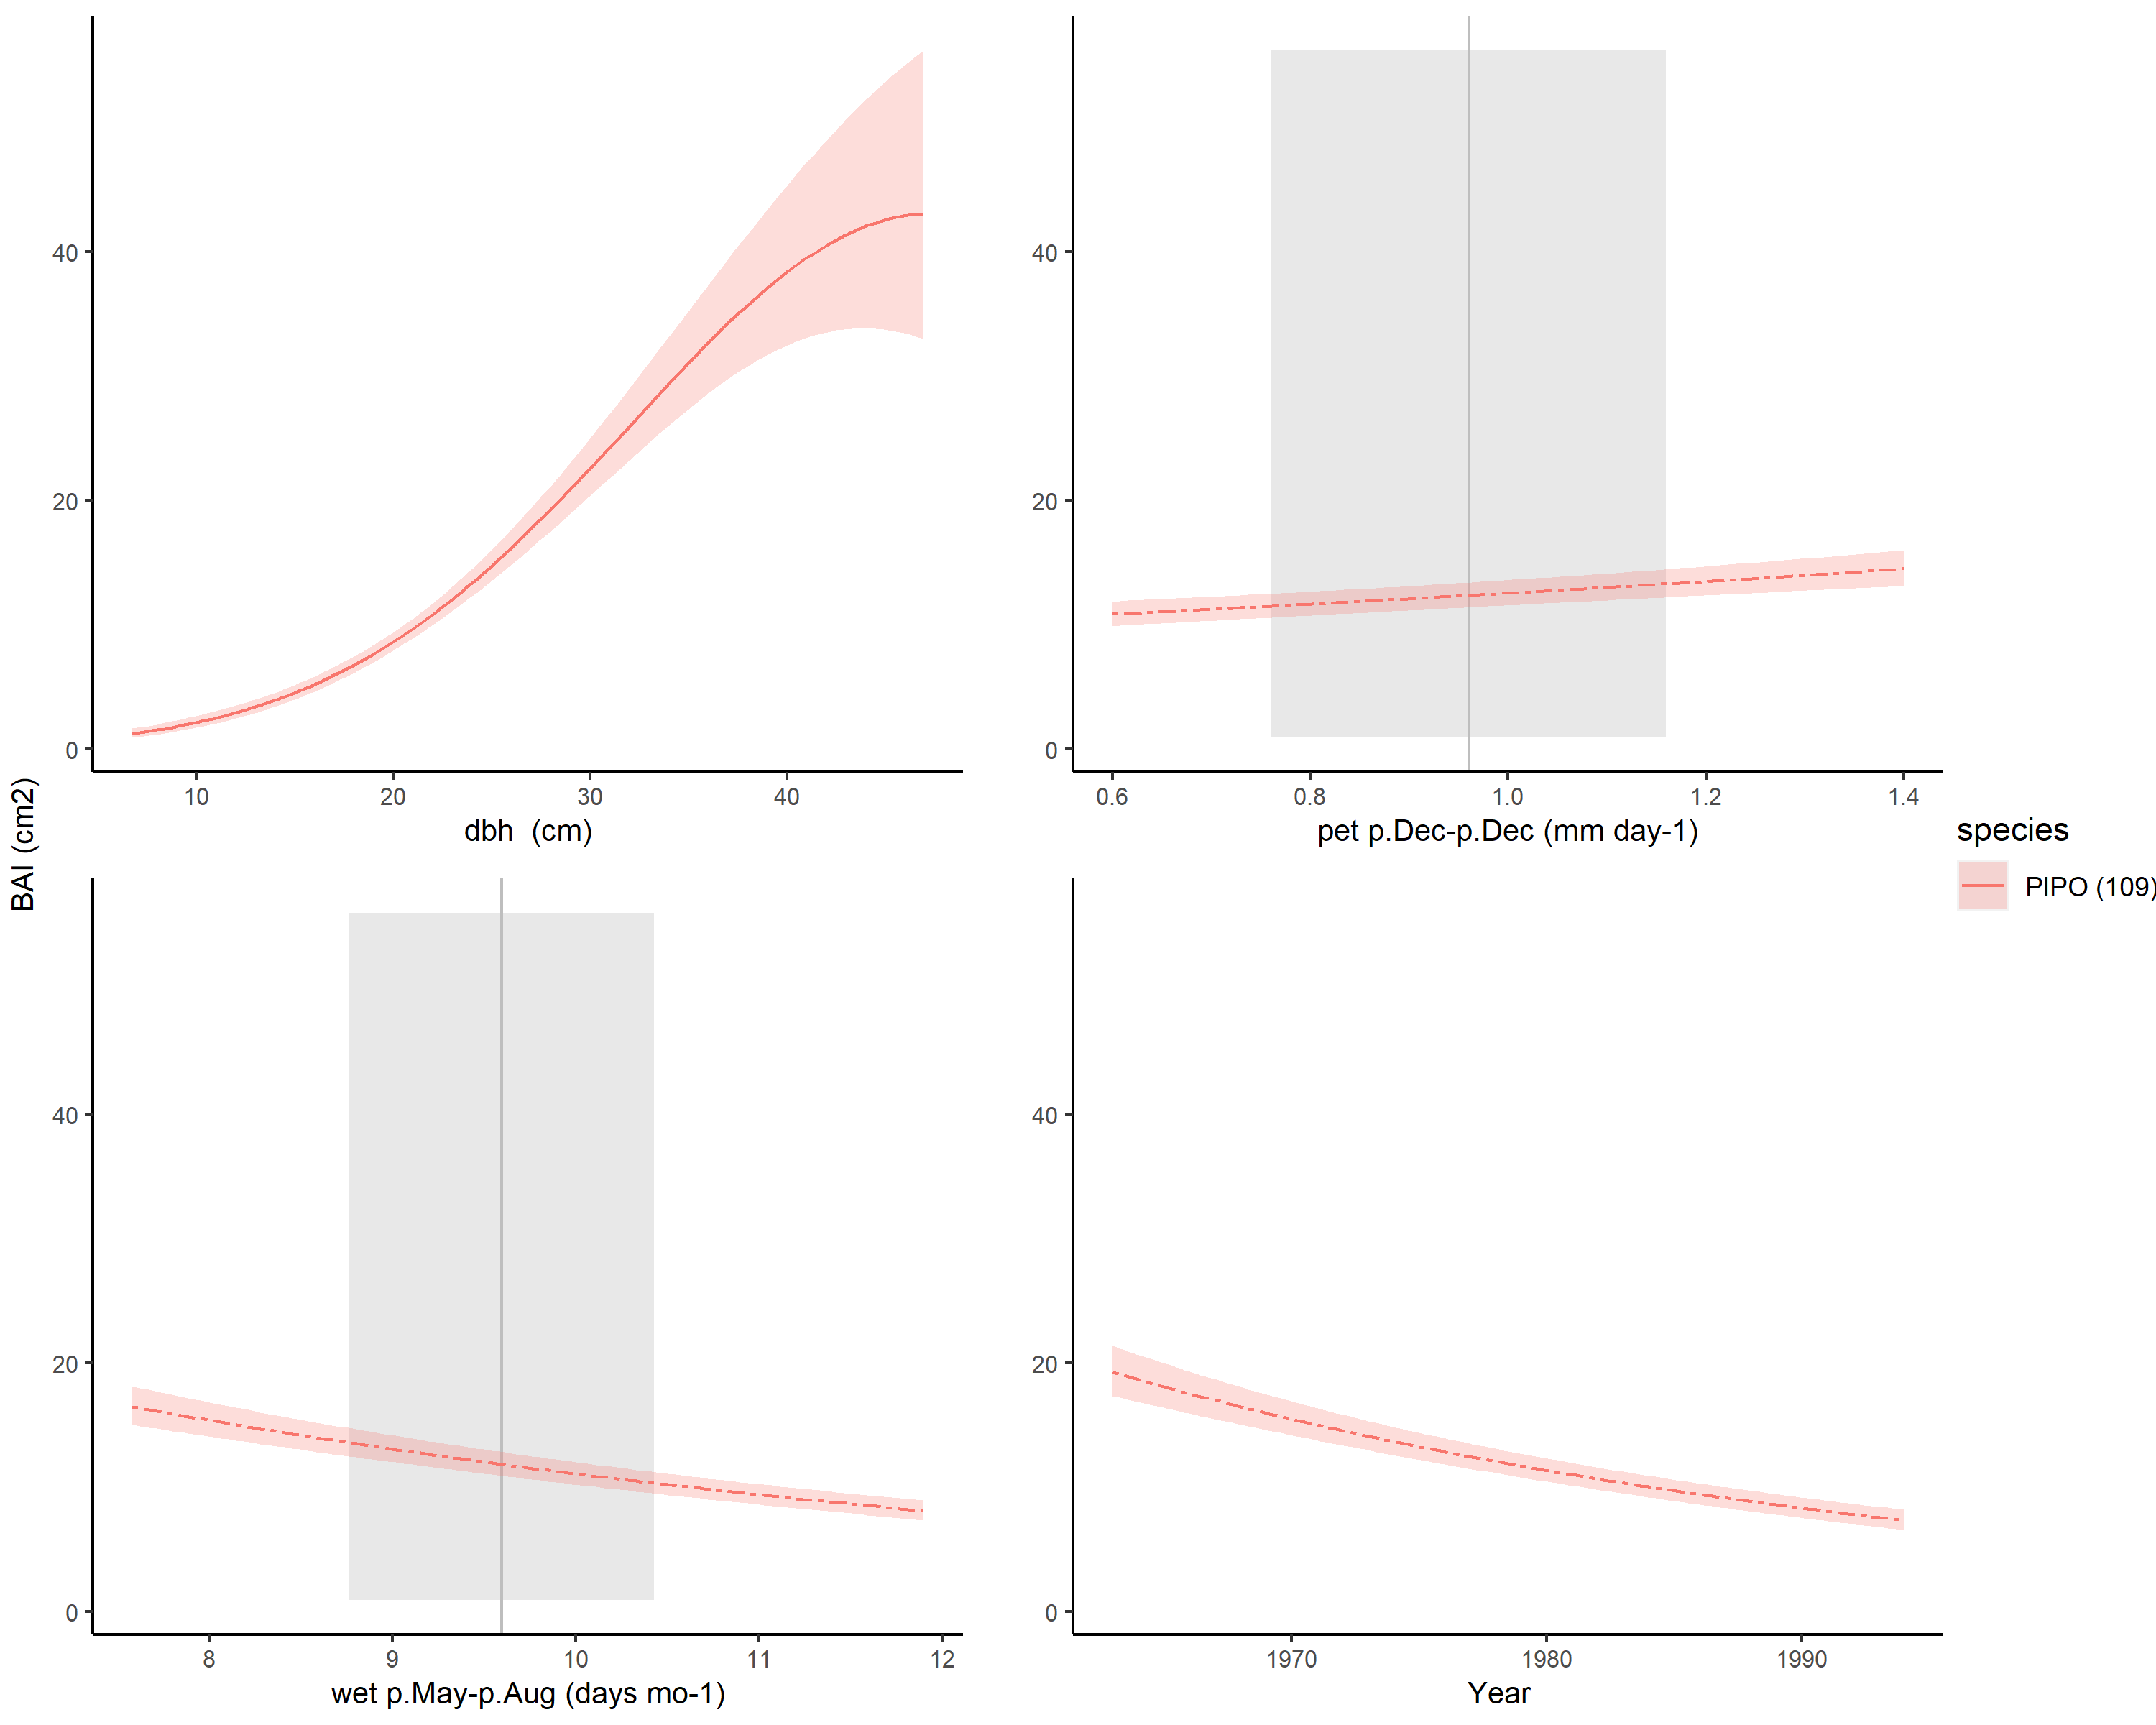 BAI (cm2)
40
20
0
10 20 30 40
dbh (cm)
40
20
0
0.6 0.8 1.0 1.2 1.4
pet p.Dec-p.Dec (mm day-1)
40
20
0
8 9 10 11 12
wet p.May-p.Aug (days mo-1)
40
20
0
1970 1980 1990
Year
species
PIPO (109)